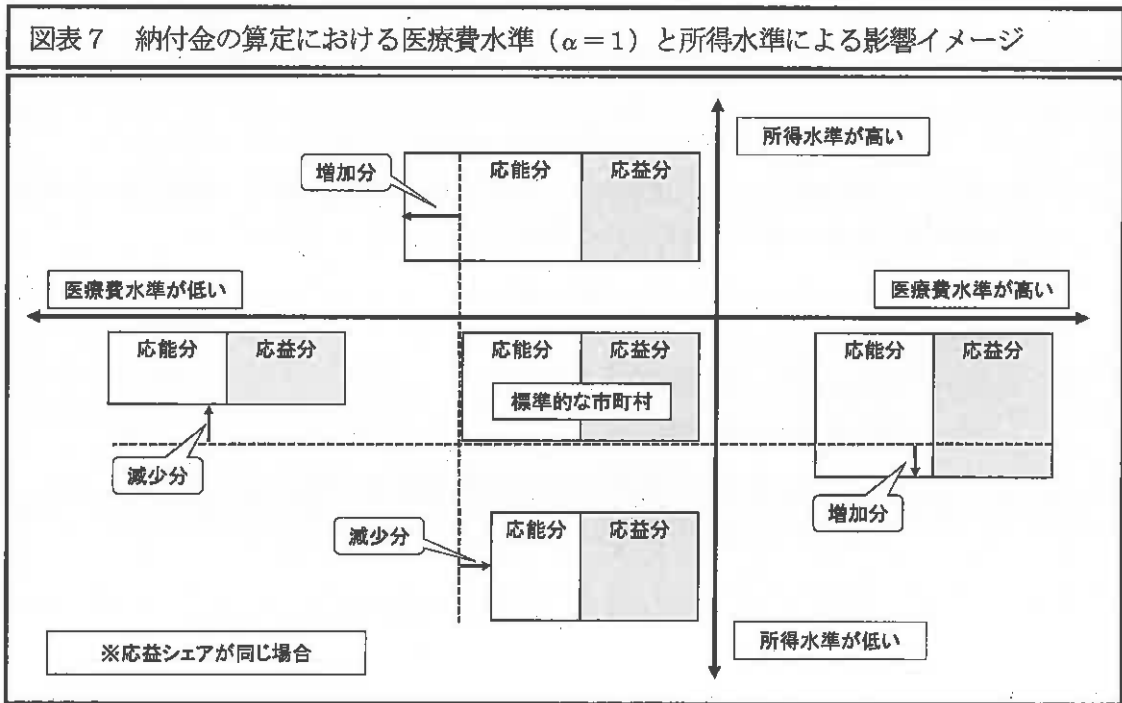 図表７　納付金の算定における医療費水準（α＝１）と所得水準による影響イメージ
所得水準が高い
増加分
応能分
応益分
医療費水準が低い
医療費水準が高い
応能分
応益分
応能分
応益分
標準的な市町村
応能分
応益分
減少分
増加分
減少分
応能分
応益分
※応益シェアが同じ場合
所得水準が低い